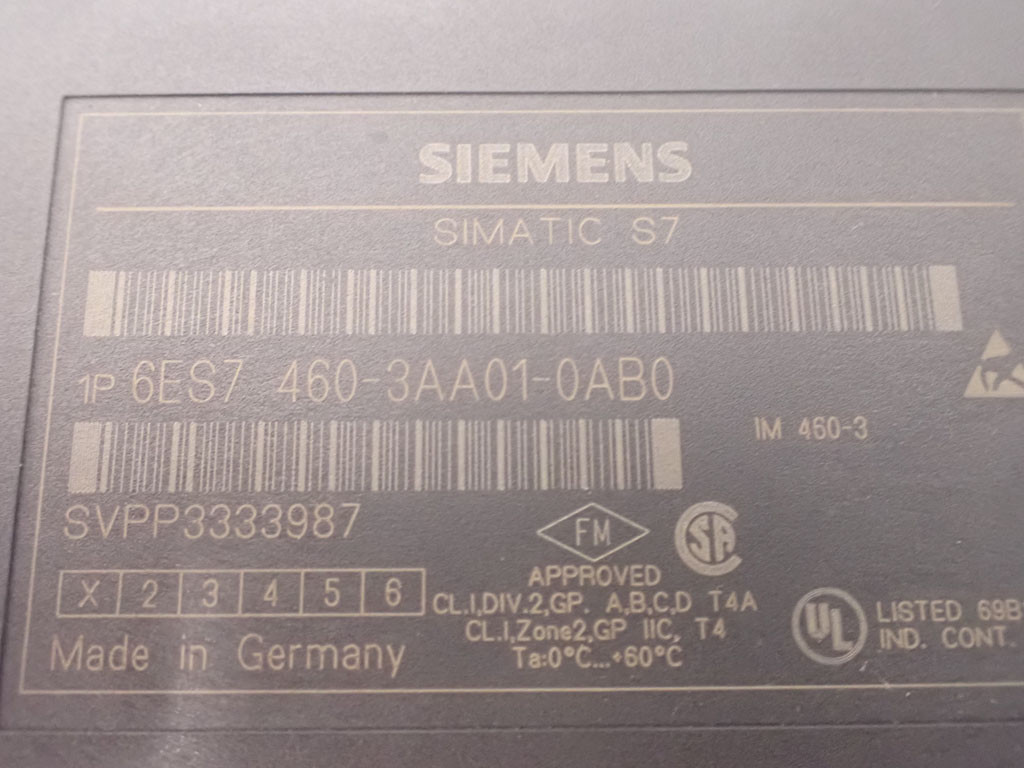 SIEMENS
SIMATIC S7
1P 6ES7 460-3AA01-0AB0
IM 460-3
SVPP3333987
FM
SA
APPROVED
X 2 3 4 5 6
CL.I,DIV.2,GP. A,B,C,D T4A
CL.I,Zone2,GP IIC, T4
Ta:0°C...+60°C
UL
LISTED 69B
IND. CONT.
Made in Germany